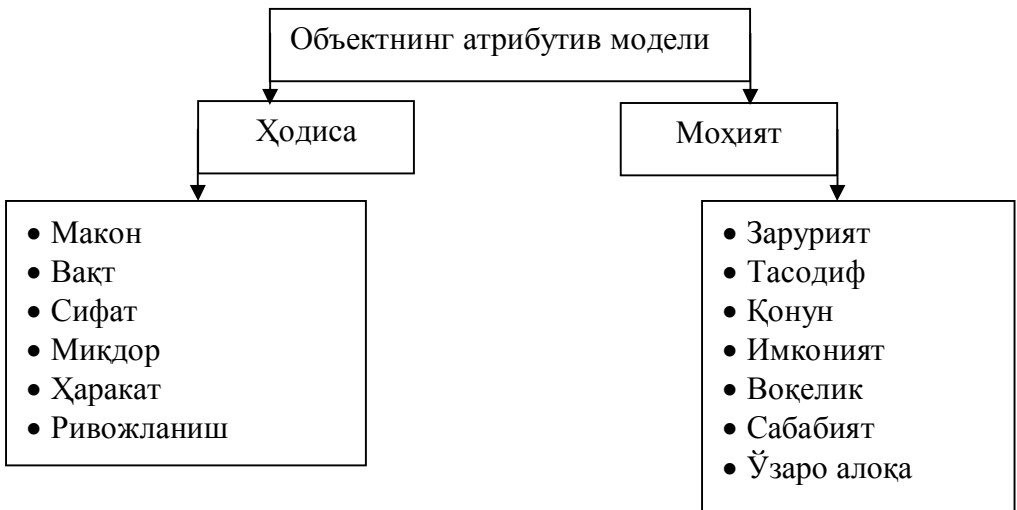 Объектнинг атрибутив модели
Ҳодиса
Моҳият
• Макон
• Вақт
• Сифат
• Миқдор
• Ҳаракат
• Ривожланиш
• Зарурият
• Тасодиф
• Қонун
• Имконият
• Воқелик
• Сабабият
• Ўзаро алоқа